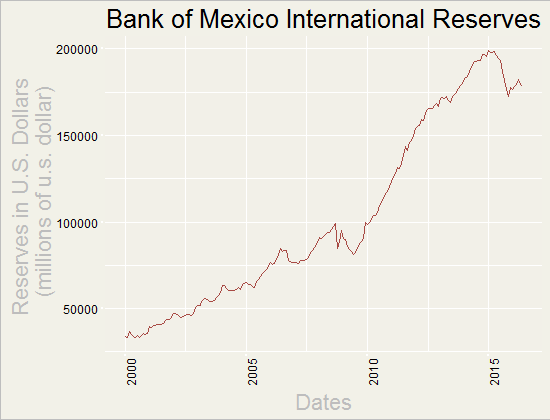 Bank of Mexico International Reserves
Reserves in U.S. Dollars
(millions of u.s. dollar)
200000
150000
100000
50000
2000
2005
2010
2015
Dates